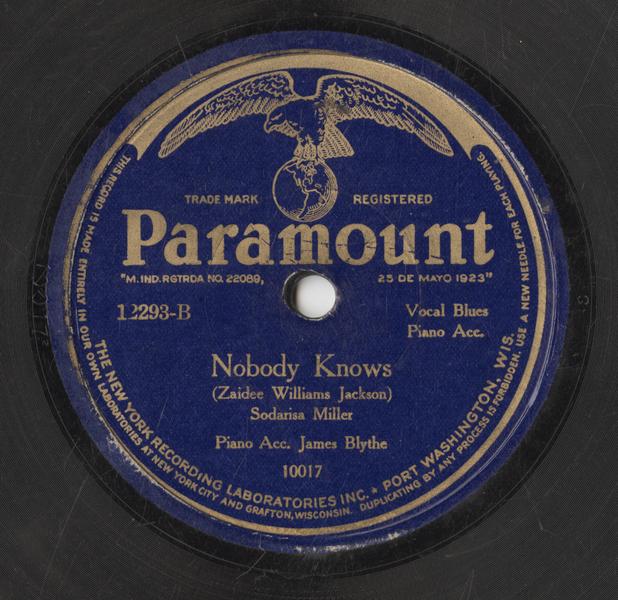 TRADE MARK REGISTERED
Paramount
"M. IND. RGTRDA NO. 22089, 25 DE MAYO 1923"
12293-B
Vocal Blues
Piano Acc.
Nobody Knows
(Zaidee Williams Jackson)
Sodarisa Miller
Piano Acc. James Blythe
10017
THE NEW YORK RECORDING LABORATORIES INC. * PORT WASHINGTON, WIS.
THIS RECORD IS MADE ENTIRELY IN OUR OWN LABORATORIES AT NEW YORK CITY AND GRAFTON, WISCONSIN. DUPLICATING BY ANY PROCESS IS FORBIDDEN. USE A NEW NEEDLE FOR EACH PLAYING